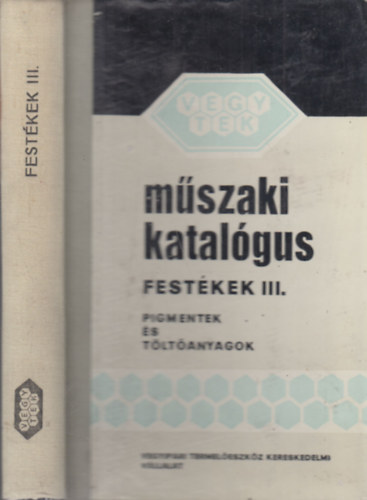 FESTÉKEK III.
VEGY
TEK
VEGY
TEK
műszaki
katalógus
FESTÉKEK III.
PIGMENTEK
ÉS
TÖLTŐANYAGOK
VEGYIPARI TERMELŐESZKÖZ KERESKEDELMI
VÁLLALAT